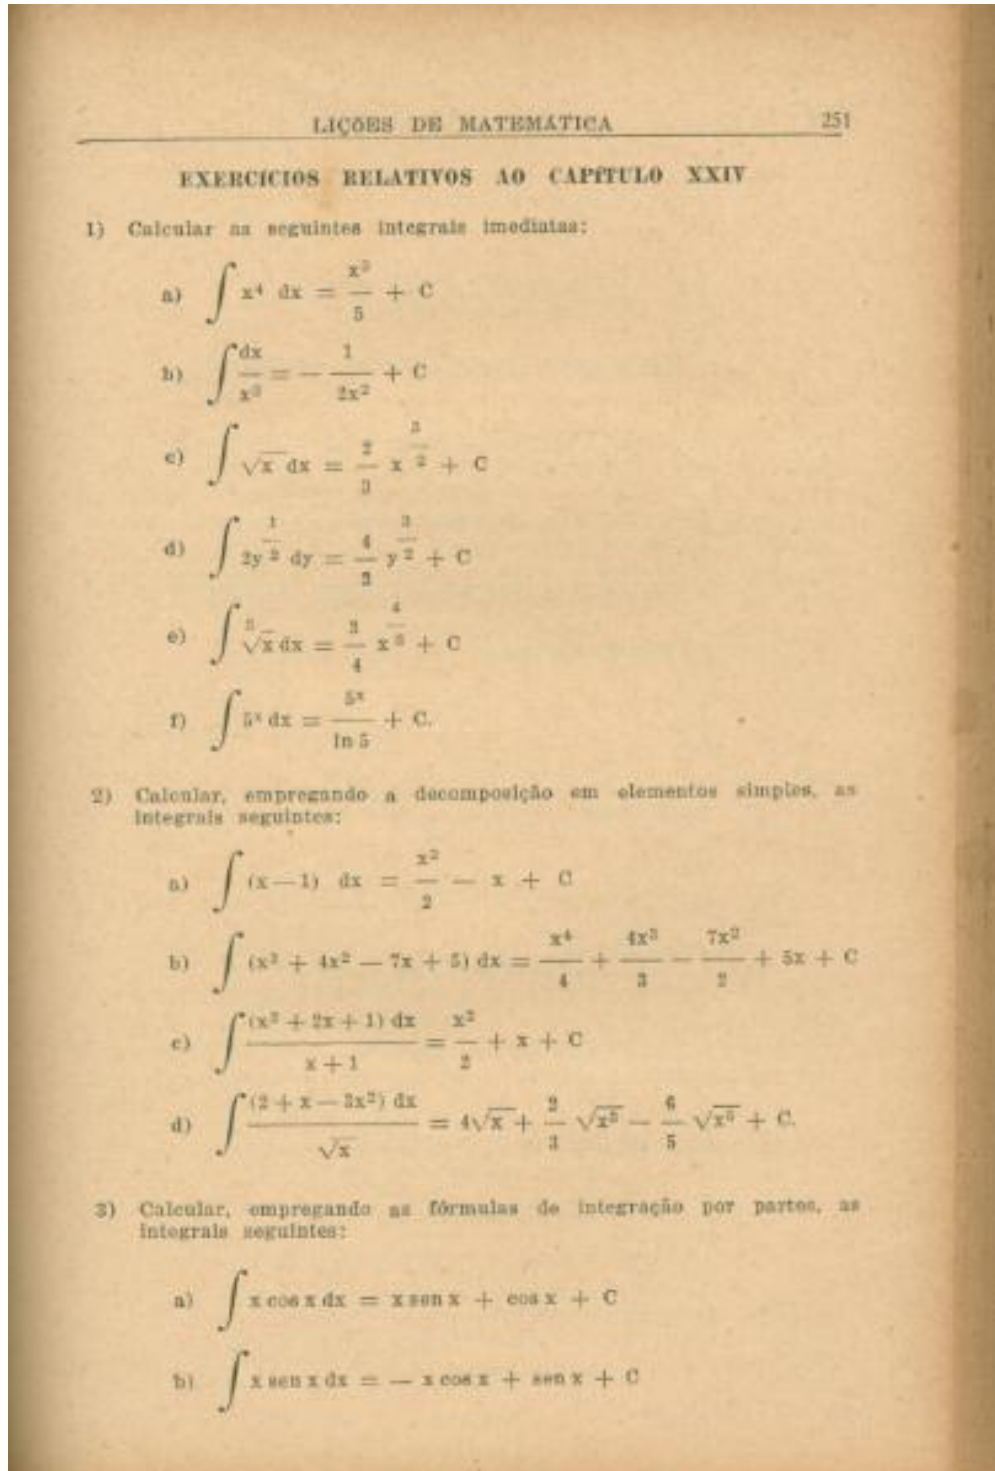 LIÇÕES DE MATEMÁTICA 251
EXERCÍCIOS RELATIVOS AO CAPÍTULO XXIV
1) Calcular as seguintes integrais imediatas:
a) ∫ x⁴ dx = x⁵/5 + C
b) ∫ dx/x³ = − 1/2x² + C
c) ∫ √x dx = 2/3 x^(3/2) + C
d) ∫ 2y^(1/2) dy = 4/3 y^(3/2) + C
e) ∫ ³√x dx = 3/4 x^(4/3) + C
f) ∫ 5ˣ dx = 5ˣ/ln 5 + C.
2) Calcular, empregando a decomposição em elementos simples, as
integrais seguintes:
a) ∫ (x — 1) dx = x²/2 — x + C
b) ∫ (x³ + 4x² — 7x + 5) dx = x⁴/4 + 4x³/3 − 7x²/2 + 5x + C
c) ∫ (x² + 2x + 1) dx/x + 1 = x²/2 + x + C
d) ∫ (2 + x — 3x²) dx/√x = 4√x + 2/3 √x³ — 6/5 √x⁵ + C.
3) Calcular, empregando as fórmulas de integração por partes, as
integrais seguintes:
a) ∫ x cos x dx = x sen x + cos x + C
b) ∫ x sen x dx = — x cos x + sen x + C